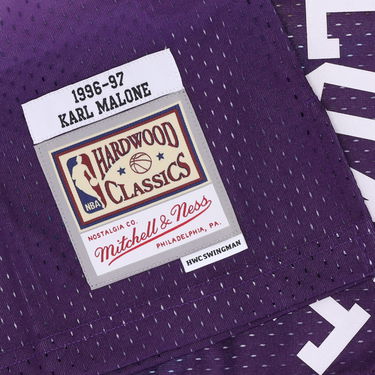 1996-97
KARL MALONE
NBA
HARDWOOD
CLASSICS
NOSTALGIA CO.
Mitchell & Ness
PHILADELPHIA, PA.
HWC SWINGMAN